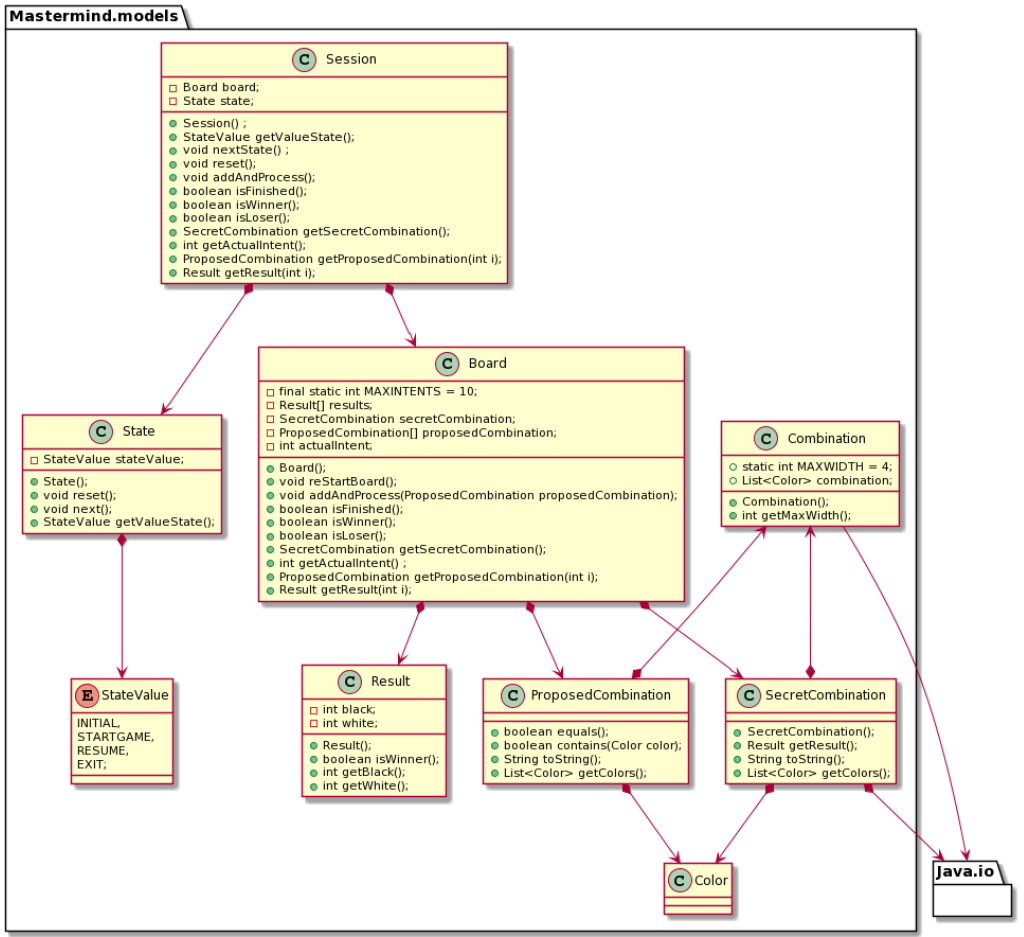 Mastermind.models
C Session
Board board;
State state;
Session() ;
StateValue getValueState();
void nextState() ;
void reset();
void addAndProcess();
boolean isFinished();
boolean isWinner();
boolean isLoser();
SecretCombination getSecretCombination();
int getActualIntent();
ProposedCombination getProposedCombination(int i);
Result getResult(int i);
C Board
final static int MAXINTENTS = 10;
Result[] results;
SecretCombination secretCombination;
ProposedCombination[] proposedCombination;
int actualIntent;
Board();
void reStartBoard();
void addAndProcess(ProposedCombination proposedCombination);
boolean isFinished();
boolean isWinner();
boolean isLoser();
SecretCombination getSecretCombination();
int getActualIntent() ;
ProposedCombination getProposedCombination(int i);
Result getResult(int i);
C State
StateValue stateValue;
State();
void reset();
void next();
StateValue getValueState();
C Combination
static int MAXWIDTH = 4;
List<Color> combination;
Combination();
int getMaxWidth();
E StateValue
INITIAL,
STARTGAME,
RESUME,
EXIT;
C Result
int black;
int white;
Result();
boolean isWinner();
int getBlack();
int getWhite();
C ProposedCombination
boolean equals();
boolean contains(Color color);
String toString();
List<Color> getColors();
C SecretCombination
SecretCombination();
Result getResult();
String toString();
List<Color> getColors();
C Color
Java.io